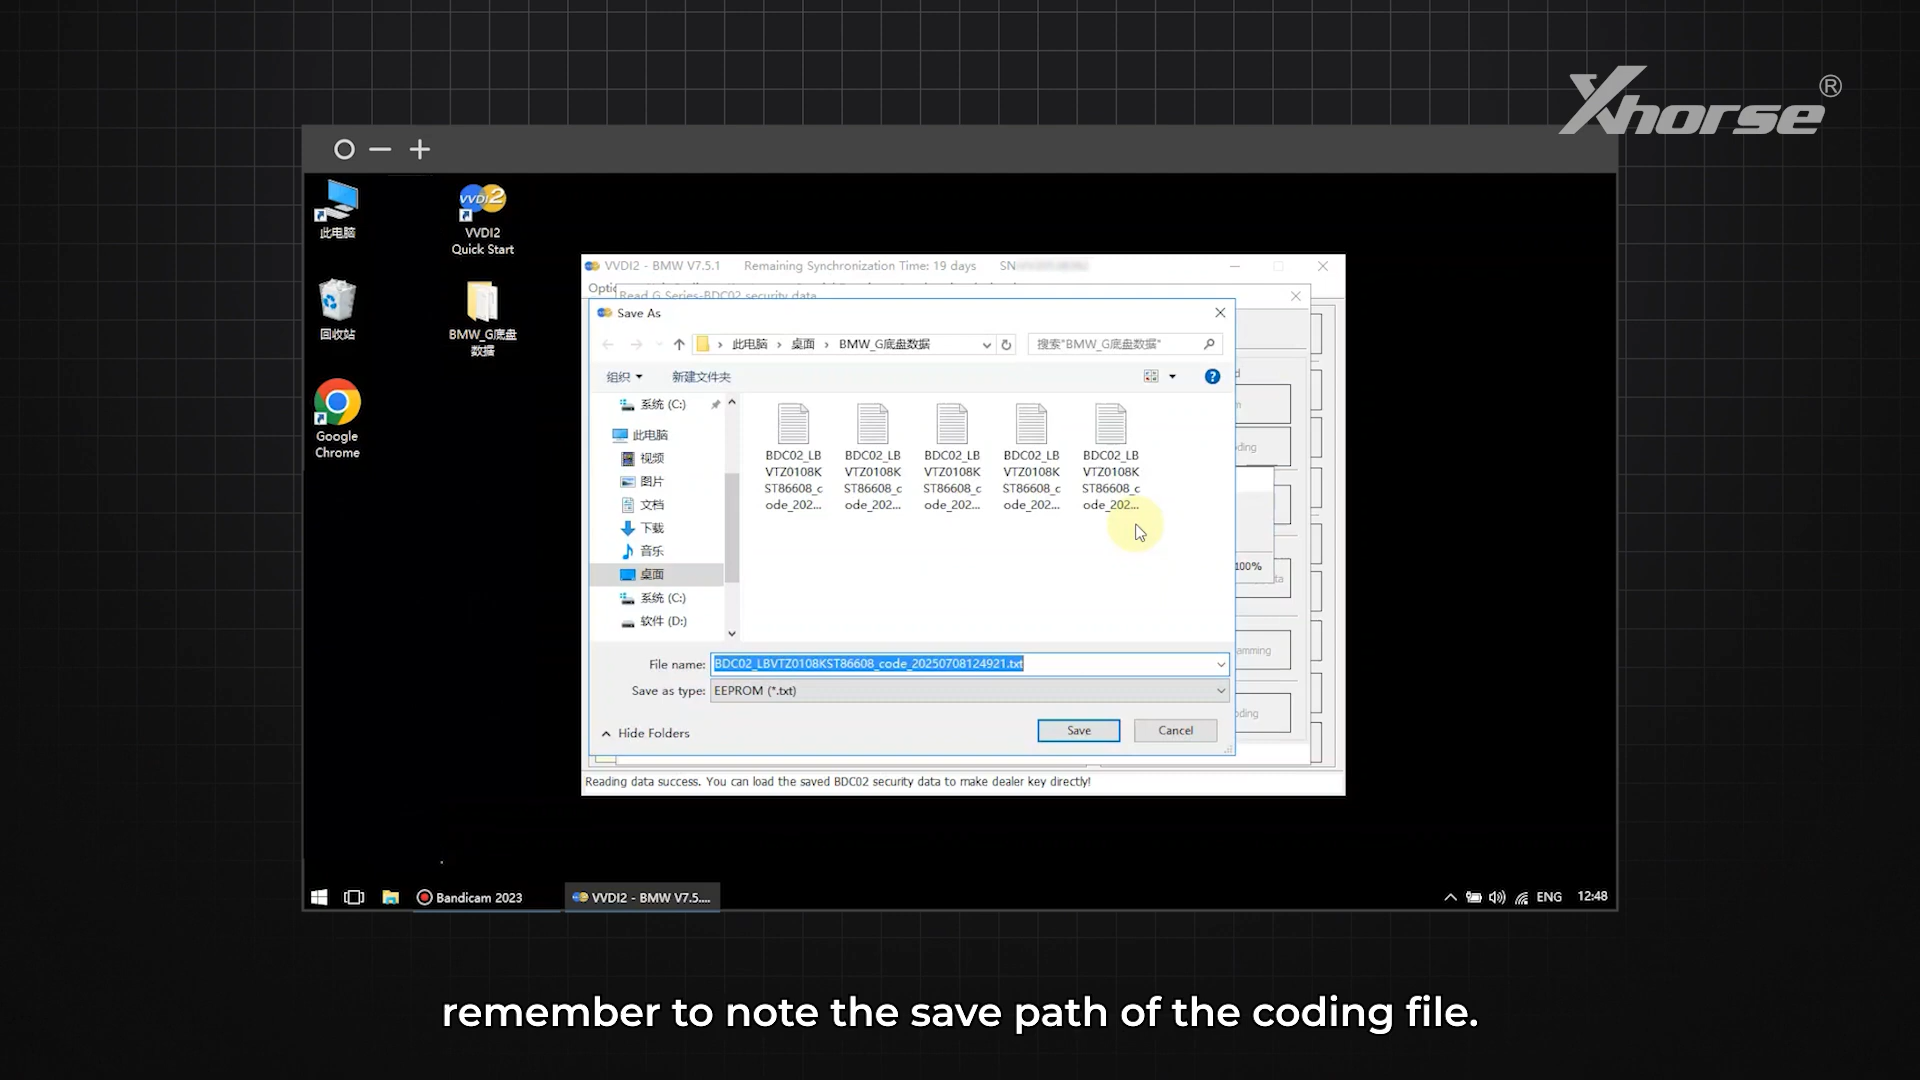 Xhorse®
此电脑
VVDI2
VVDI2
Quick Start
回收站
BMW_G底盘
数据
Google
Chrome
VVDI2 - BMW V7.5.1 Remaining Synchronization Time: 19 days SN
Read G Series-BDC02 security data
Save As
此电脑 › 桌面 › BMW_G底盘数据
搜索"BMW_G底盘数据"
组织 新建文件夹
系统 (C:)
此电脑
视频
图片
文档
下载
音乐
桌面
系统 (C:)
软件 (D:)
BDC02_LB
VTZ0108K
ST86608_c
ode_202...
BDC02_LB
VTZ0108K
ST86608_c
ode_202...
BDC02_LB
VTZ0108K
ST86608_c
ode_202...
BDC02_LB
VTZ0108K
ST86608_c
ode_202...
BDC02_LB
VTZ0108K
ST86608_c
ode_202...
100%
File name: BDC02_LBVTZ0108KST86608_code_20250708124921.txt
Save as type: EEPROM (*.txt)
Hide Folders
Save
Cancel
Reading data success. You can load the saved BDC02 security data to make dealer key directly!
Bandicam 2023
VVDI2 - BMW V7.5....
ENG
12:48
remember to note the save path of the coding file.